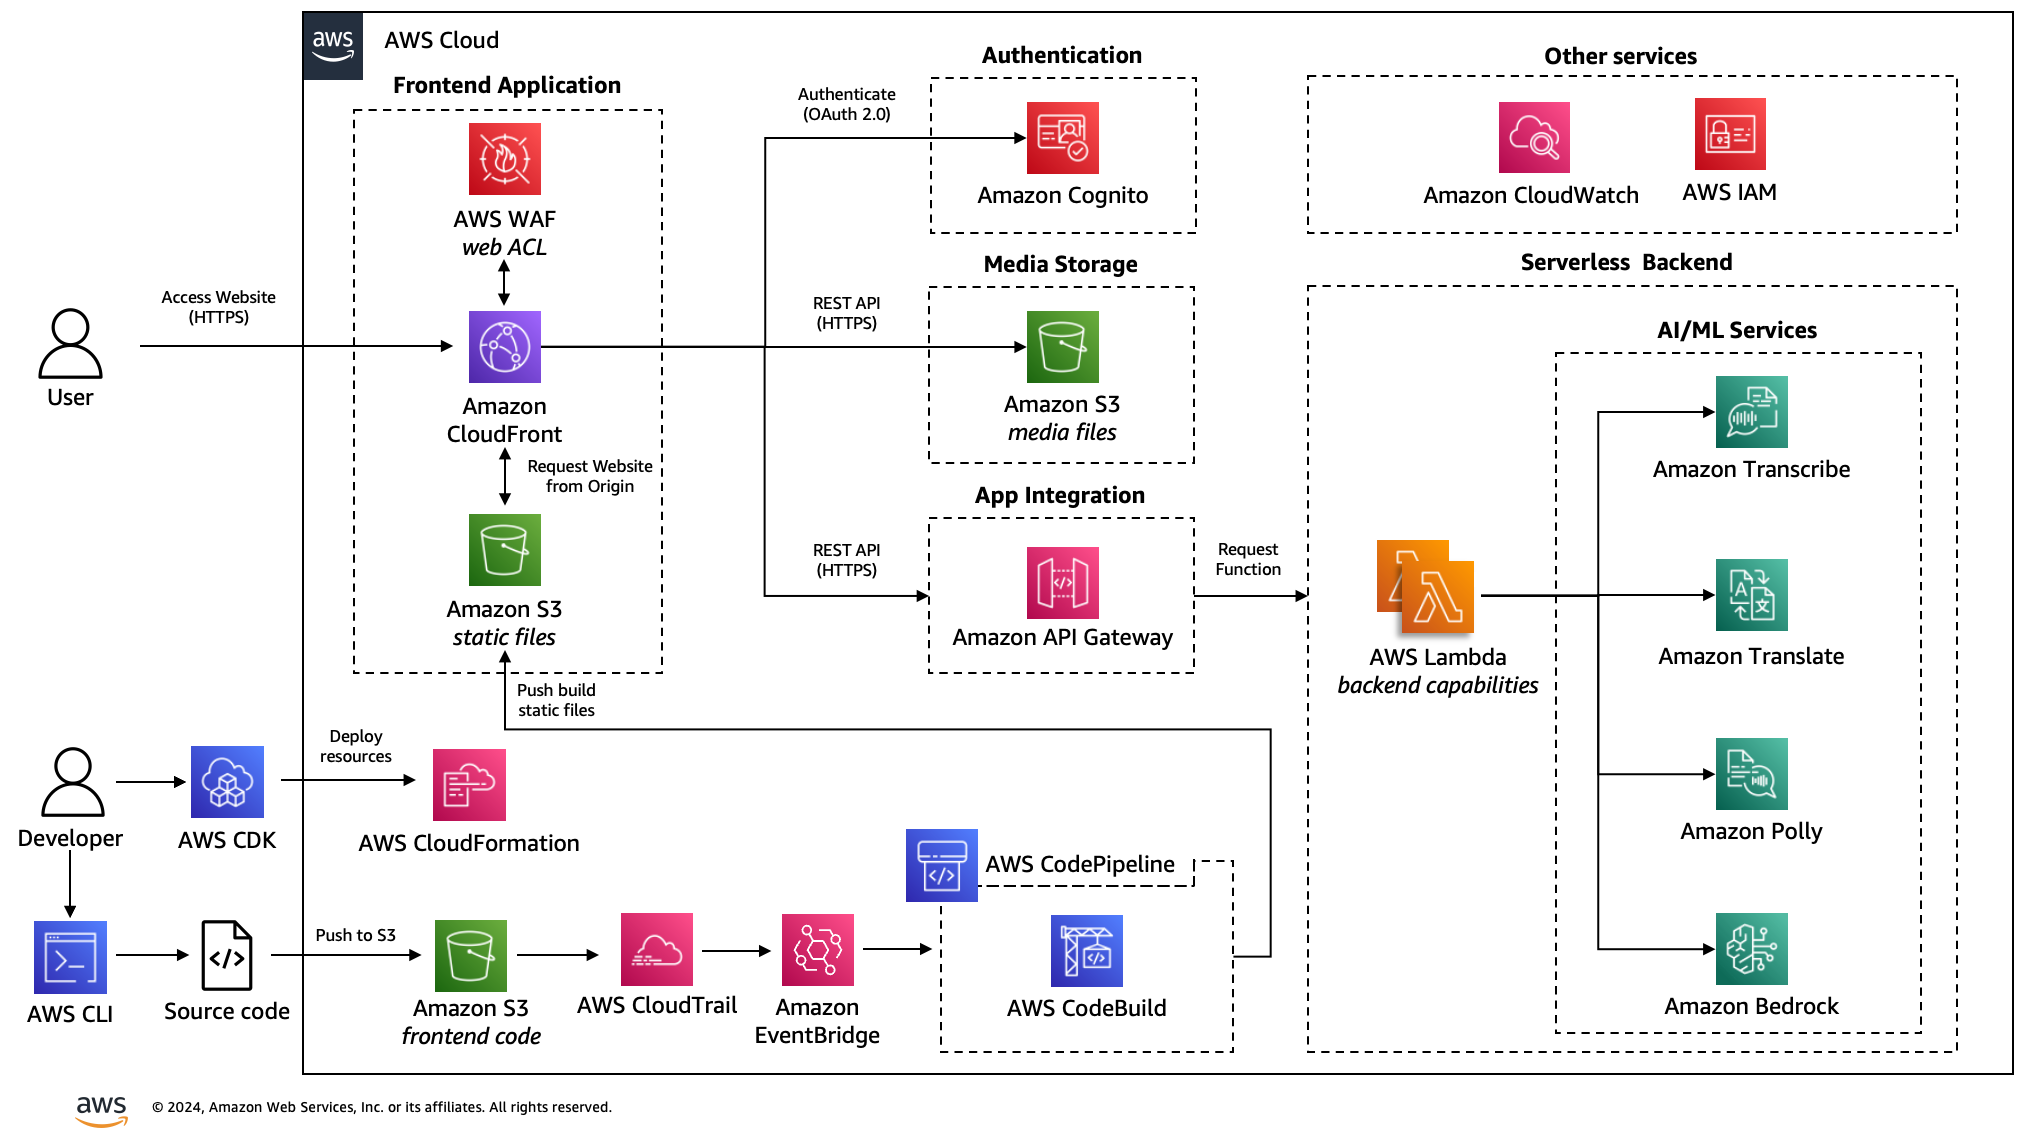 aws
AWS Cloud
Frontend Application
AWS WAF
web ACL
Access Website
(HTTPS)
User
Amazon
CloudFront
Request Website
from Origin
Amazon S3
static files
Push build
static files
Authentication
Authenticate
(OAuth 2.0)
Amazon Cognito
Media Storage
REST API
(HTTPS)
Amazon S3
media files
App Integration
REST API
(HTTPS)
Amazon API Gateway
Request
Function
Other services
Amazon CloudWatch
AWS IAM
Serverless Backend
AWS Lambda
backend capabilities
AI/ML Services
Amazon Transcribe
A
文
Amazon Translate
Amazon Polly
Amazon Bedrock
Developer
AWS CDK
Deploy
resources
AWS CloudFormation
AWS CLI
Source code
Push to S3
Amazon S3
frontend code
AWS CloudTrail
Amazon
EventBridge
AWS CodePipeline
AWS CodeBuild
aws
© 2024, Amazon Web Services, Inc. or its affiliates. All rights reserved.